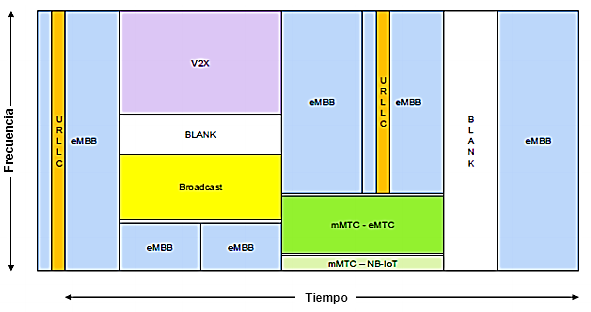 Frecuencia
URLLC
eMBB
V2X
BLANK
Broadcast
eMBB
eMBB
eMBB
URLLC
eMBB
mMTC - eMTC
mMTC – NB-IoT
BLANK
eMBB
Tiempo